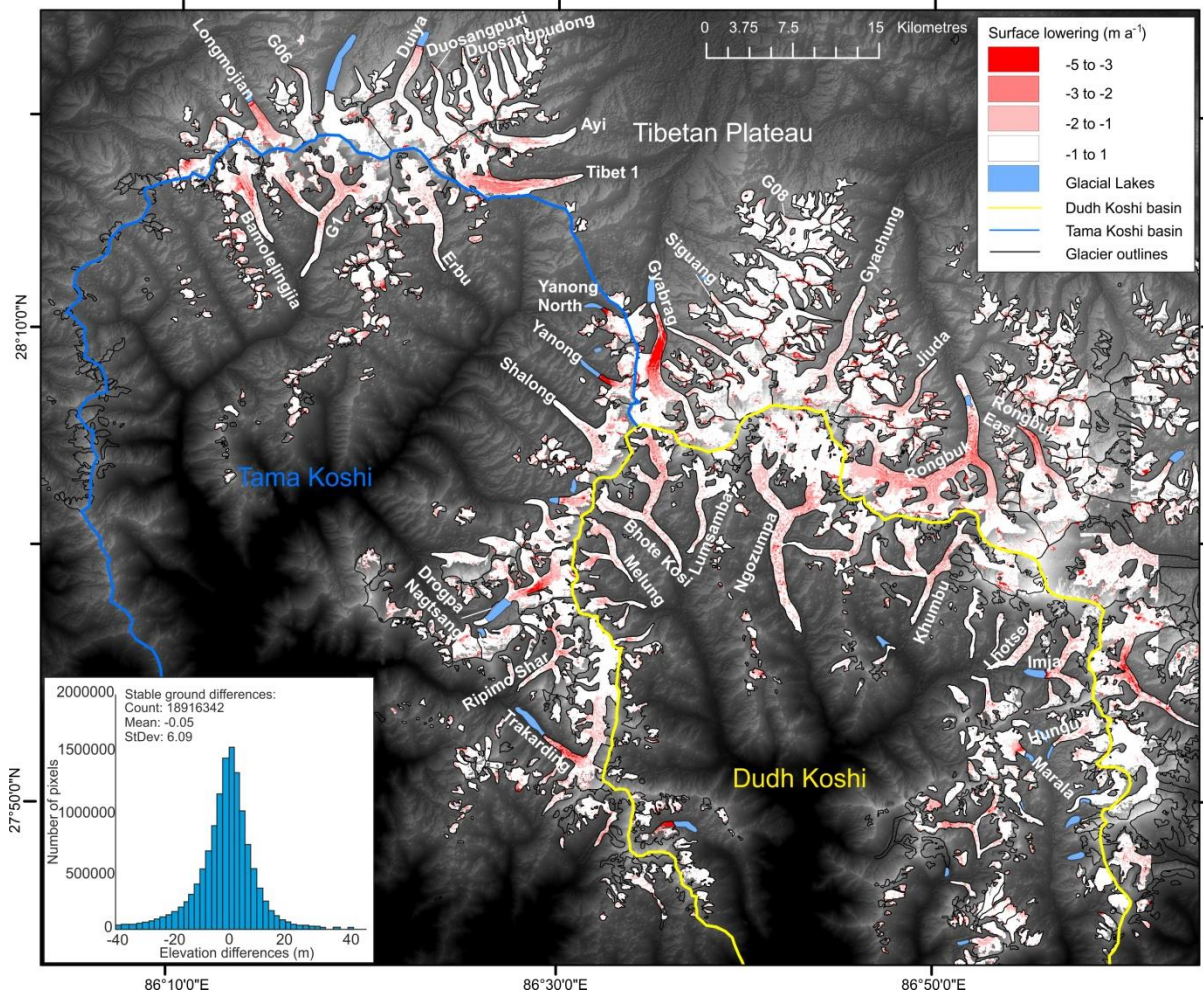 Longmojian
G06
Duiya
Duosangpuxi
Duosangpudong
0 3.75 7.5 15 Kilometres
Surface lowering (m a⁻¹)
-5 to -3
-3 to -2
-2 to -1
-1 to 1
Glacial Lakes
Dudh Koshi basin
Tama Koshi basin
Glacier outlines
Ayi
Tibetan Plateau
Tibet 1
G08
Bamolelingjia
G1
Erbu
Siguang
Gyachung
Yanong
North
Gyabrag
28°10'0"N
Yanong
Jiuda
Shalong
Rongbu
East
Rongbuk
Tama Koshi
Bhote Kosi
Lumsamba
Ngozumpa
Melung
Drogpa
Nagtsang
Khumbu
Lhotse
Imja
Ripimo Shar
Hundu
Trakarding
Marala
Dudh Koshi
27°50'0"N
2000000
1500000
1000000
500000
0
Number of pixels
Stable ground differences:
Count: 18916342
Mean: -0.05
StDev: 6.09
-40 -20 0 20 40
Elevation differences (m)
86°10'0"E 86°30'0"E 86°50'0"E